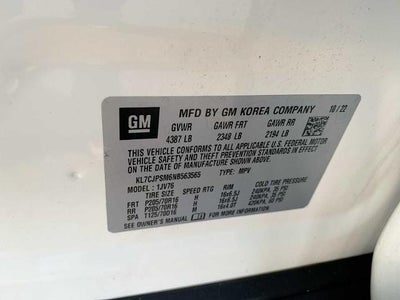 GM
MFD BY GM KOREA COMPANY 10/22
GVWR GAWR FRT GAWR RR
4387 LB 2349 LB 2194 LB
THIS VEHICLE CONFORMS TO ALL APPLICABLE U.S. FEDERAL MOTOR
VEHICLE SAFETY AND THEFT PREVENTION STANDARDS IN EFFECT
ON THE DATE OF MANUFACTURE SHOWN ABOVE.
KL7CJPSM6NB563565 TYPE: MPV
MODEL: 1JV76
TIRE SIZE SPEED RTG RIM COLD TIRE PRESSURE
FRT P205/70R16 H 16x6.5J 240KPA, 35 PSI
RR P205/70R16 H 16x6.5J 240KPA, 35 PSI
SPA T125/70D16 M 16x4.0T 420KPA, 60 PSI
SEE OWNER'S MANUAL FOR MORE INFORMATION.